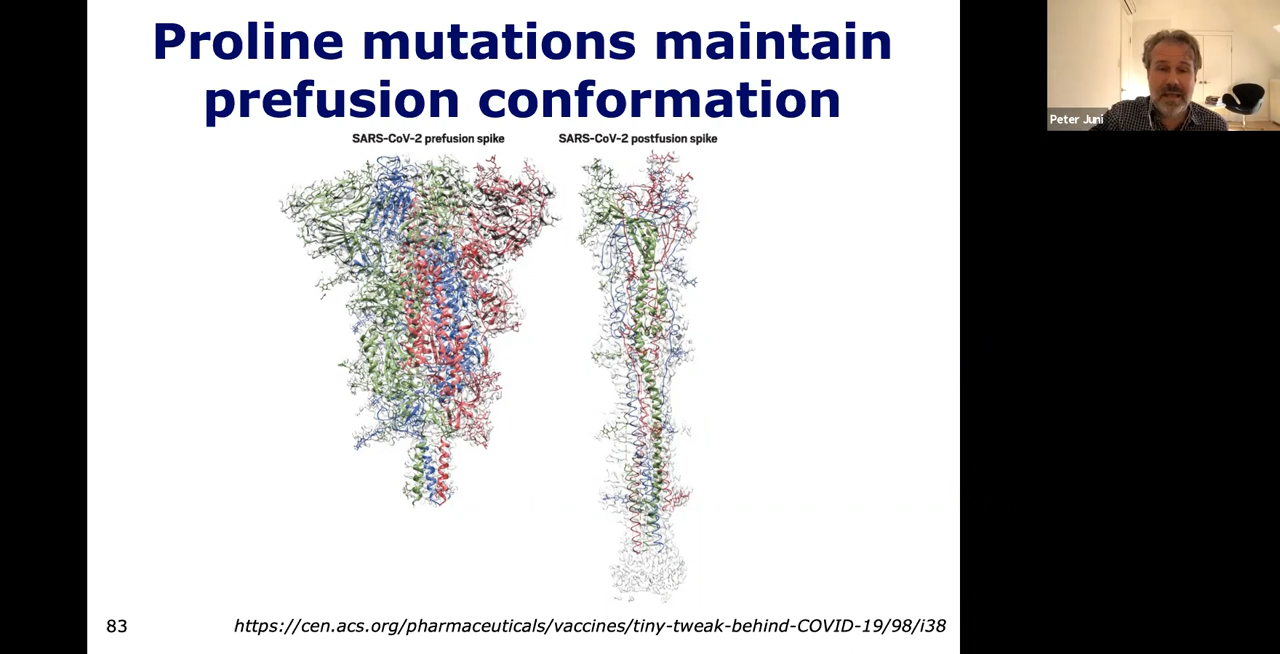 Proline mutations maintain
prefusion conformation
SARS-CoV-2 prefusion spike
SARS-CoV-2 postfusion spike
Peter Juni
83
https://cen.acs.org/pharmaceuticals/vaccines/tiny-tweak-behind-COVID-19/98/i38